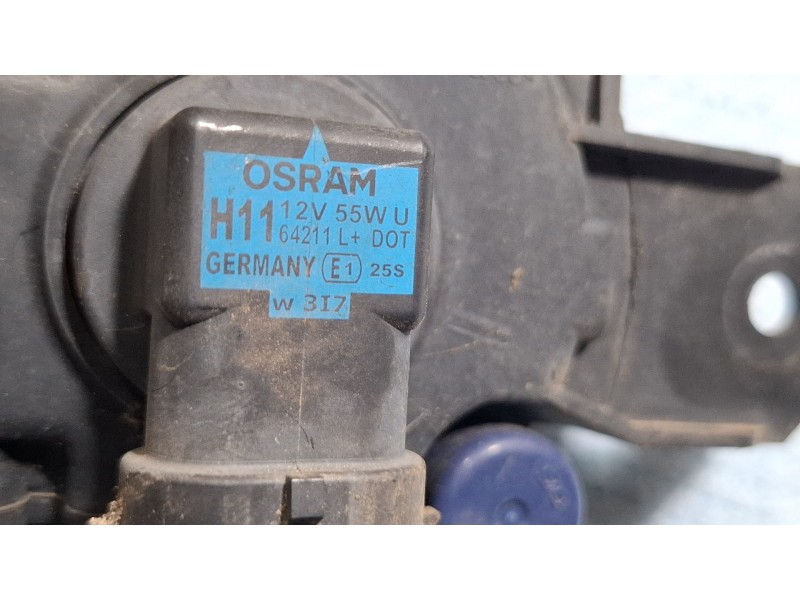 OSRAM
H11 12V 55W U
64211 L+ DOT
GERMANY E1 25S
w 3I7